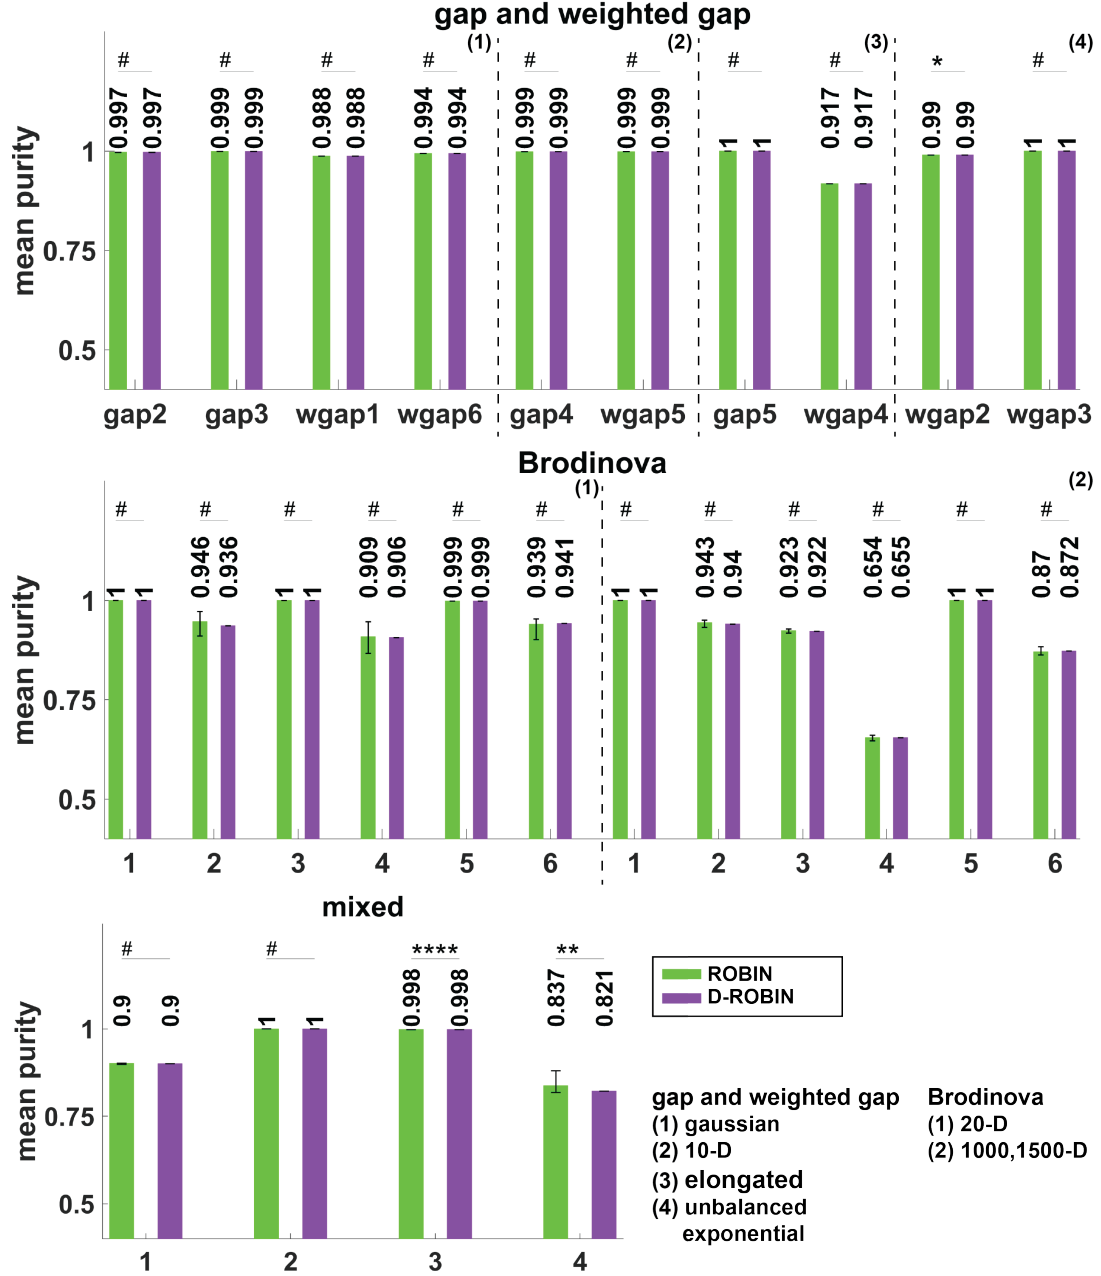 gap and weighted gap
(1) (2) (3) (4)
# # # # # # # # * #
0.997 0.997 0.999 0.999 0.988 0.988 0.994 0.994 0.999 0.999 0.999 0.999 1 1 0.917 0.917 0.99 0.99 1 1
mean purity
1
0.75
0.5
gap2 gap3 wgap1 wgap6 gap4 wgap5 gap5 wgap4 wgap2 wgap3
Brodinova
(1) (2)
# # # # # # # # # # # #
1 1 0.946 0.936 1 1 0.909 0.906 0.999 0.999 0.939 0.941 1 1 0.943 0.94 0.923 0.922 0.654 0.655 1 1 0.87 0.872
mean purity
1
0.75
0.5
1 2 3 4 5 6 1 2 3 4 5 6
mixed
# # **** **
0.9 0.9 1 1 0.998 0.998 0.837 0.821
mean purity
1
0.75
0.5
1 2 3 4
ROBIN
D-ROBIN
gap and weighted gap
(1) gaussian
(2) 10-D
(3) elongated
(4) unbalanced
exponential
Brodinova
(1) 20-D
(2) 1000,1500-D